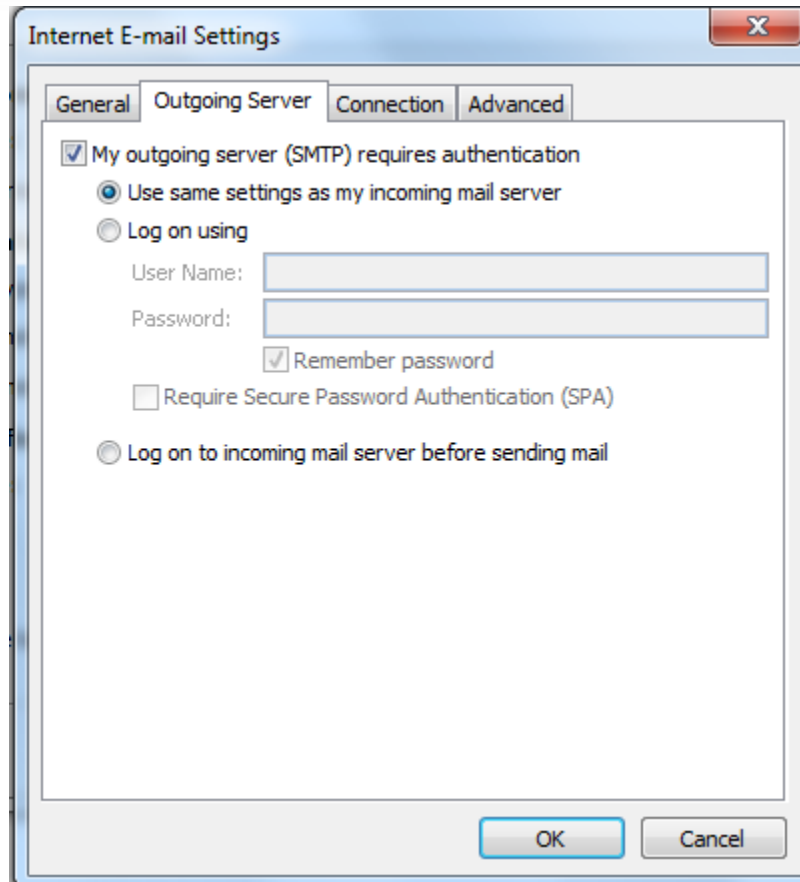 Internet E-mail Settings
General Outgoing Server Connection Advanced
My outgoing server (SMTP) requires authentication
Use same settings as my incoming mail server
Log on using
User Name:
Password:
Remember password
Require Secure Password Authentication (SPA)
Log on to incoming mail server before sending mail
OK Cancel